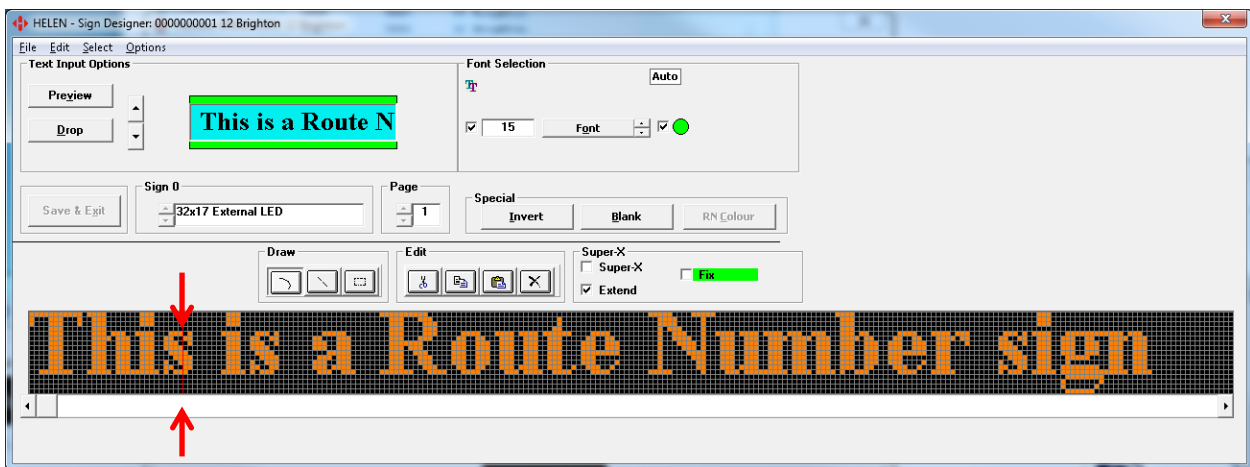 HELEN - Sign Designer: 0000000001 12 Brighton
File Edit Select Options
Text Input Options
Font Selection
Preview
Drop
This is a Route N
Auto
15
Font
Save & Exit
Sign 0
32x17 External LED
Page
1
Special
Invert
Blank
RN Colour
Draw
Edit
Super-X
Super-X
Fix
Extend
This is a Route Number sign